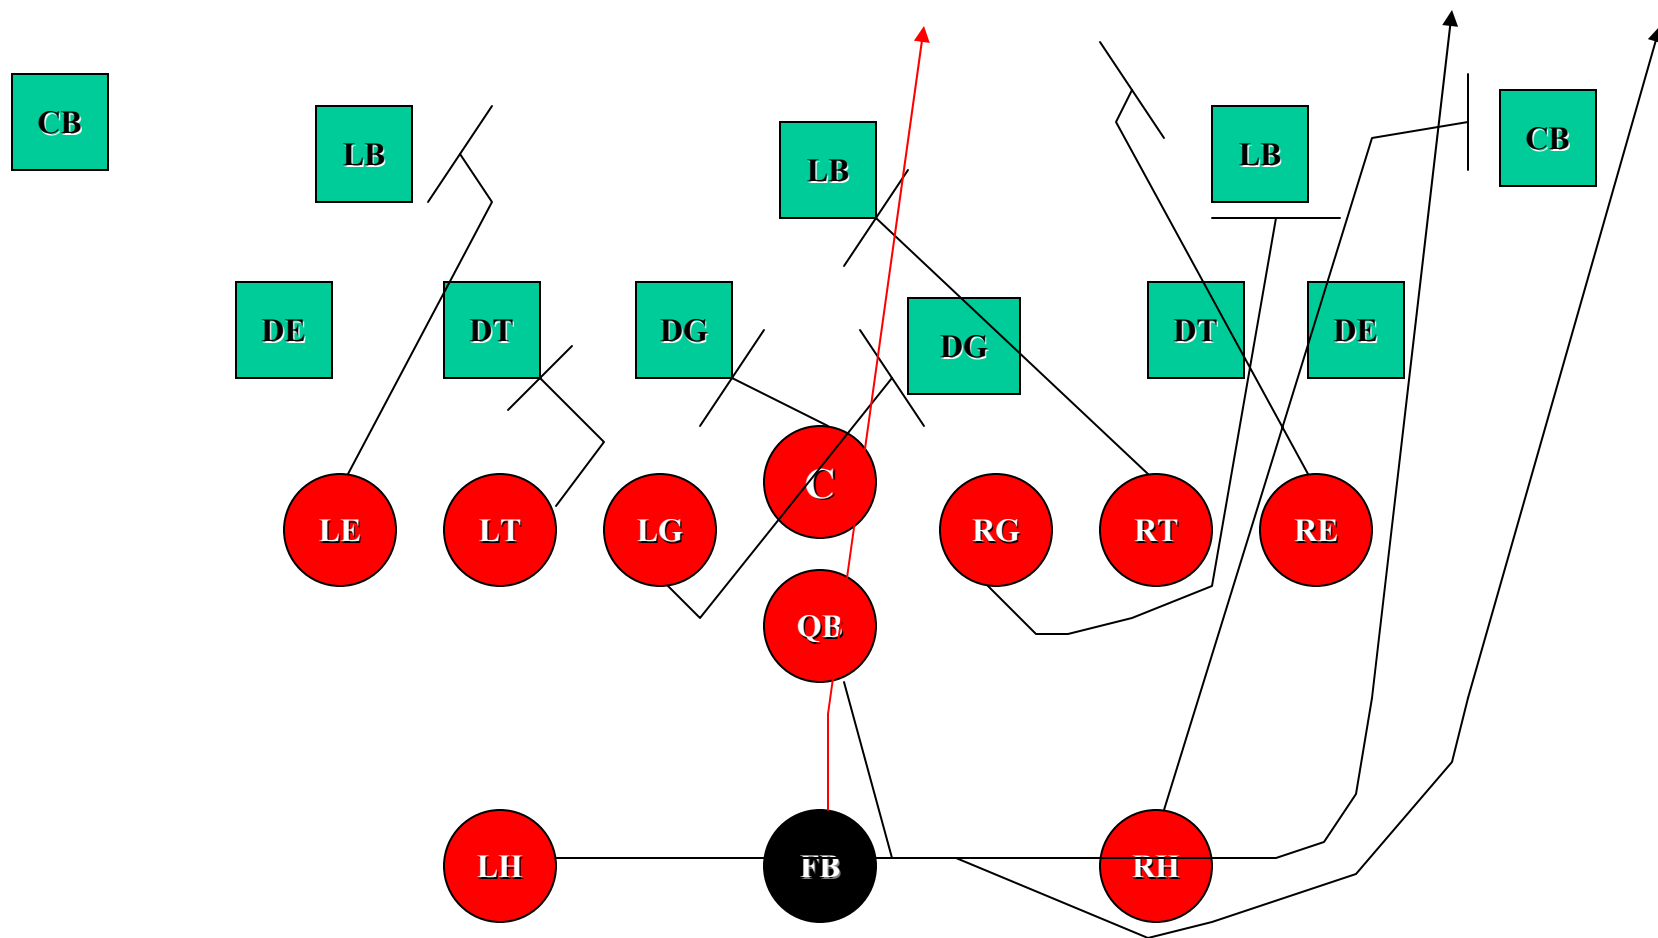 CB
LB
LB
LB
CB
DE
DT
DG
DG
DT
DE
LE
LT
LG
C
RG
RT
RE
QB
LH
FB
RH